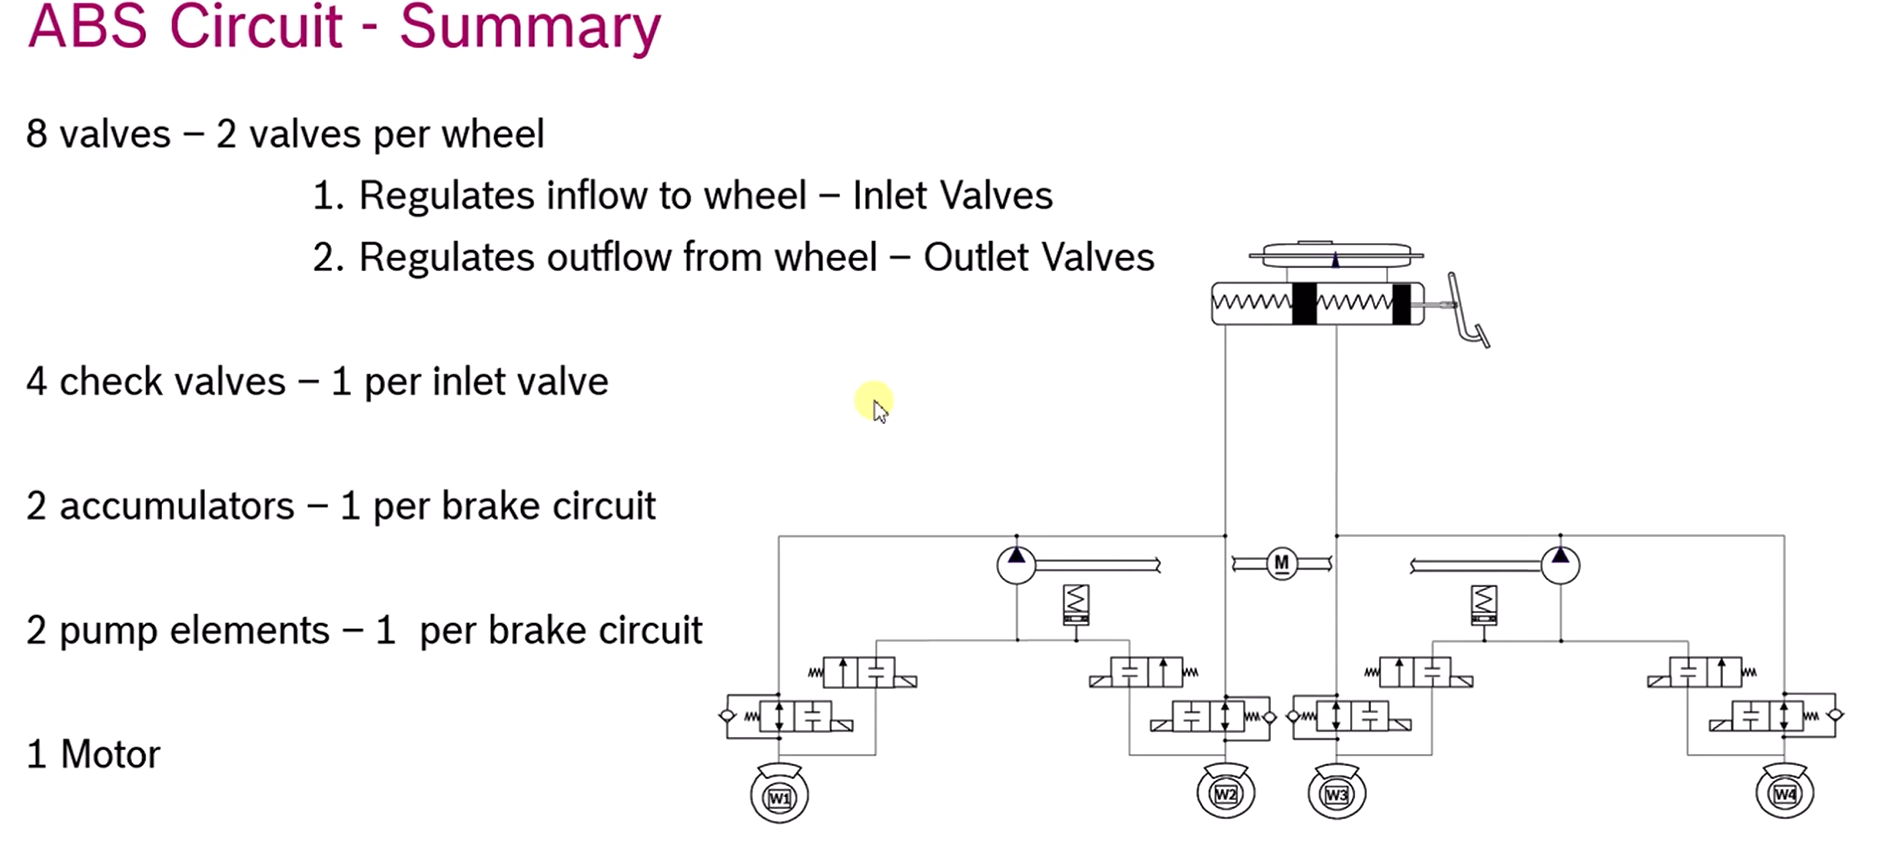 ABS Circuit - Summary
8 valves – 2 valves per wheel
1. Regulates inflow to wheel – Inlet Valves
2. Regulates outflow from wheel – Outlet Valves
4 check valves – 1 per inlet valve
2 accumulators – 1 per brake circuit
2 pump elements – 1  per brake circuit
1 Motor
M
W1
W2
W3
W4